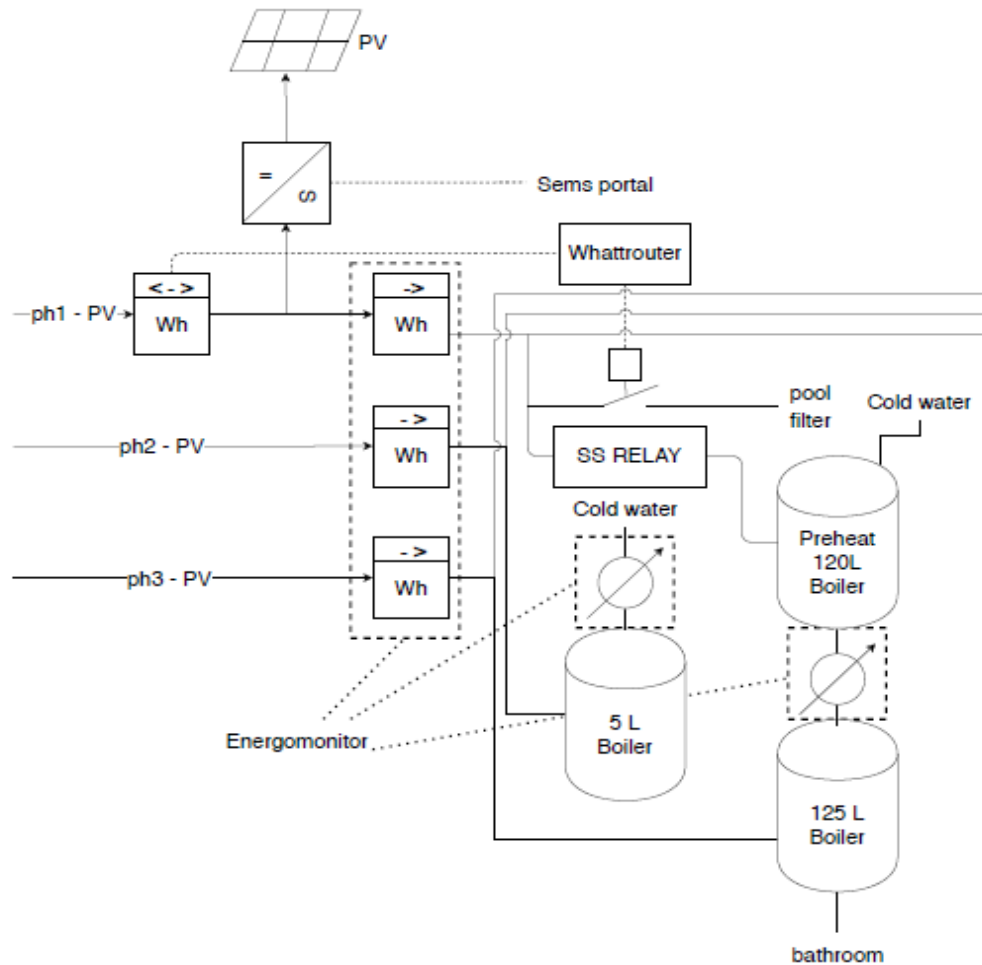 PV
=
S
Sems portal
Whattrouter
< - >
Wh
->
Wh
ph1 - PV
pool
filter
Cold water
ph2 - PV
- >
Wh
SS RELAY
Cold water
Preheat
120L
Boiler
ph3 - PV
- >
Wh
Energomonitor
5 L
Boiler
125 L
Boiler
bathroom